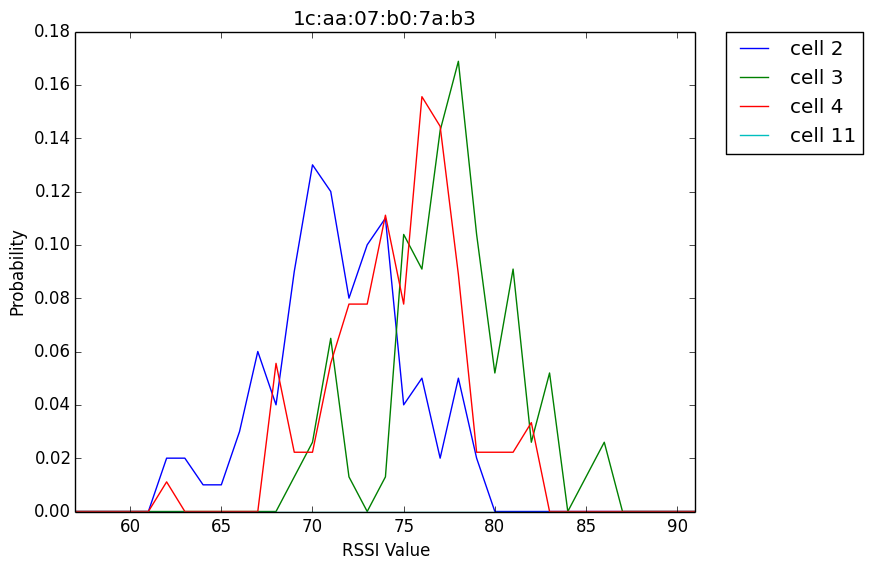 1c:aa:07:b0:7a:b3
cell 2
cell 3
cell 4
cell 11
Probability
0.18
0.16
0.14
0.12
0.10
0.08
0.06
0.04
0.02
0.00
60 65 70 75 80 85 90
RSSI Value